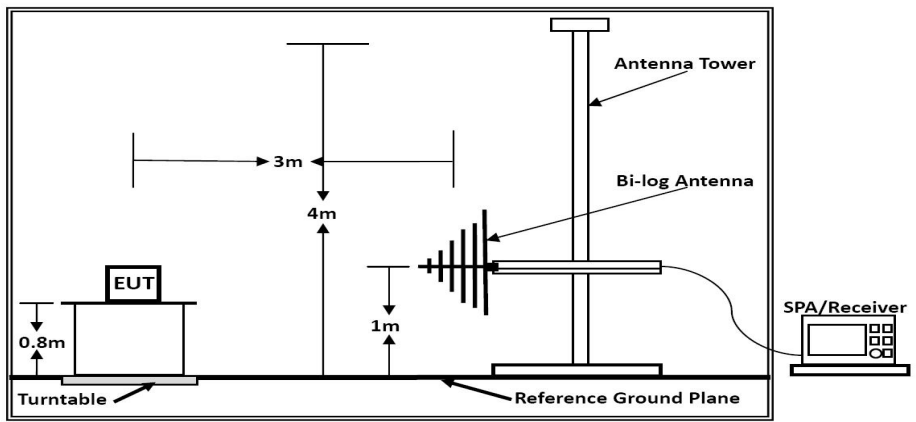 Antenna Tower
3m
Bi-log Antenna
4m
EUT
SPA/Receiver
1m
0.8m
Turntable
Reference Ground Plane